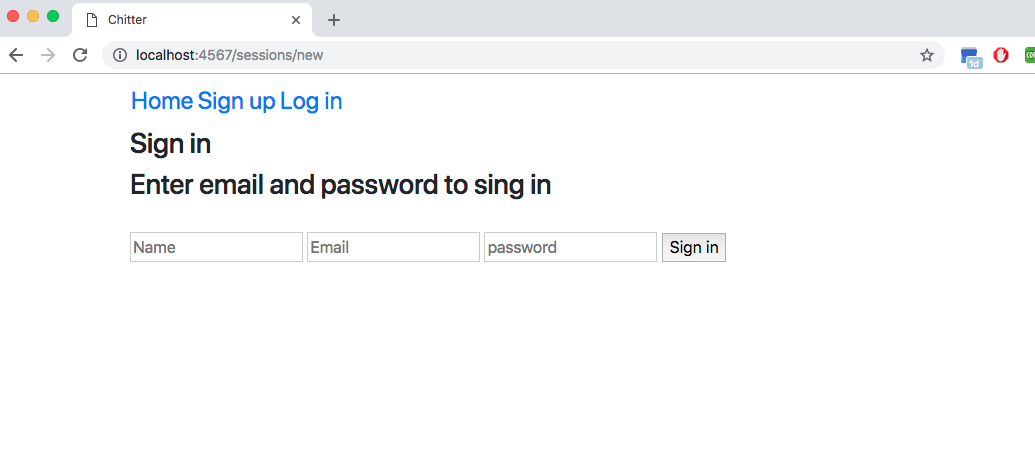 Chitter
localhost:4567/sessions/new
1d
Home Sign up Log in
Sign in
Enter email and password to sing in
Name Email password Sign in